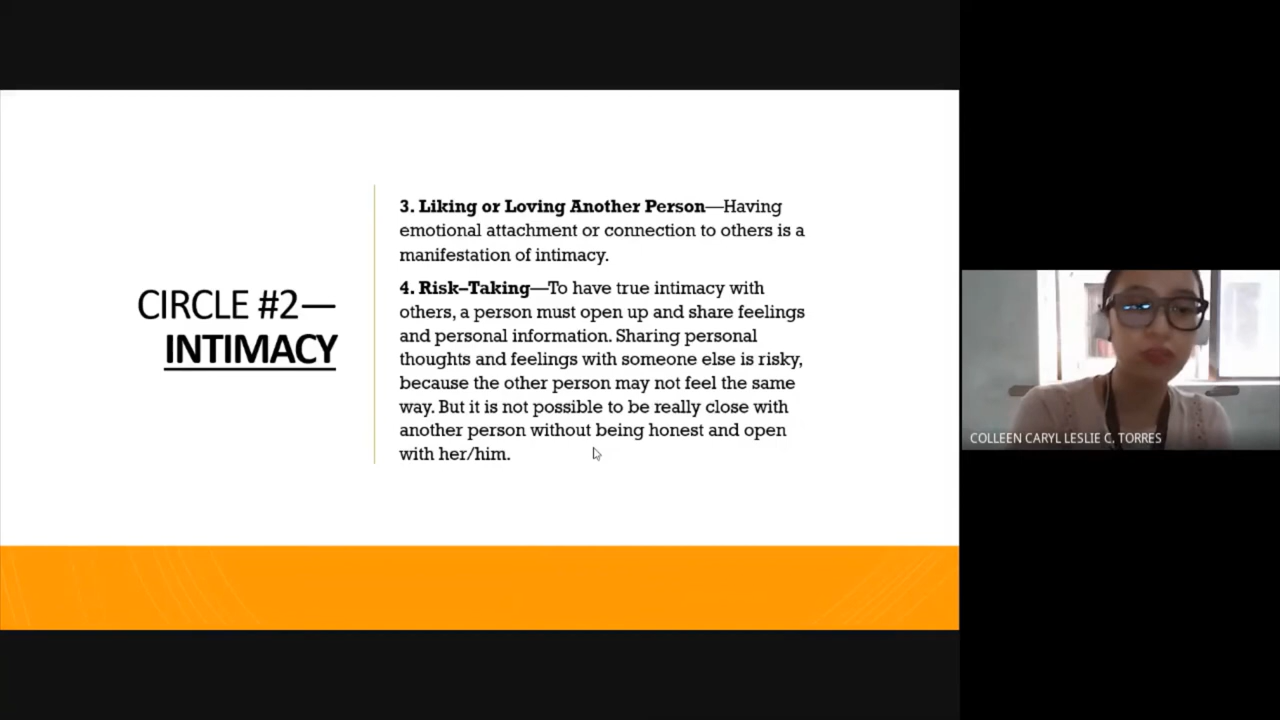 CIRCLE #2—
INTIMACY
3. Liking or Loving Another Person—Having
emotional attachment or connection to others is a
manifestation of intimacy.
4. Risk–Taking—To have true intimacy with
others, a person must open up and share feelings
and personal information. Sharing personal
thoughts and feelings with someone else is risky,
because the other person may not feel the same
way. But it is not possible to be really close with
another person without being honest and open
with her/him.
COLLEEN CARYL LESLIE C. TORRES